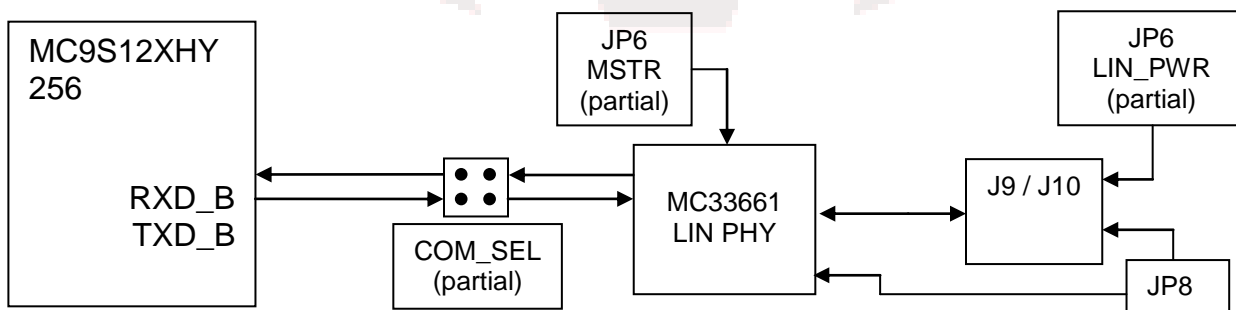 MC9S12XHY
256
RXD_B
TXD_B
COM_SEL
(partial)
JP6
MSTR
(partial)
MC33661
LIN PHY
JP6
LIN_PWR
(partial)
J9 / J10
JP8